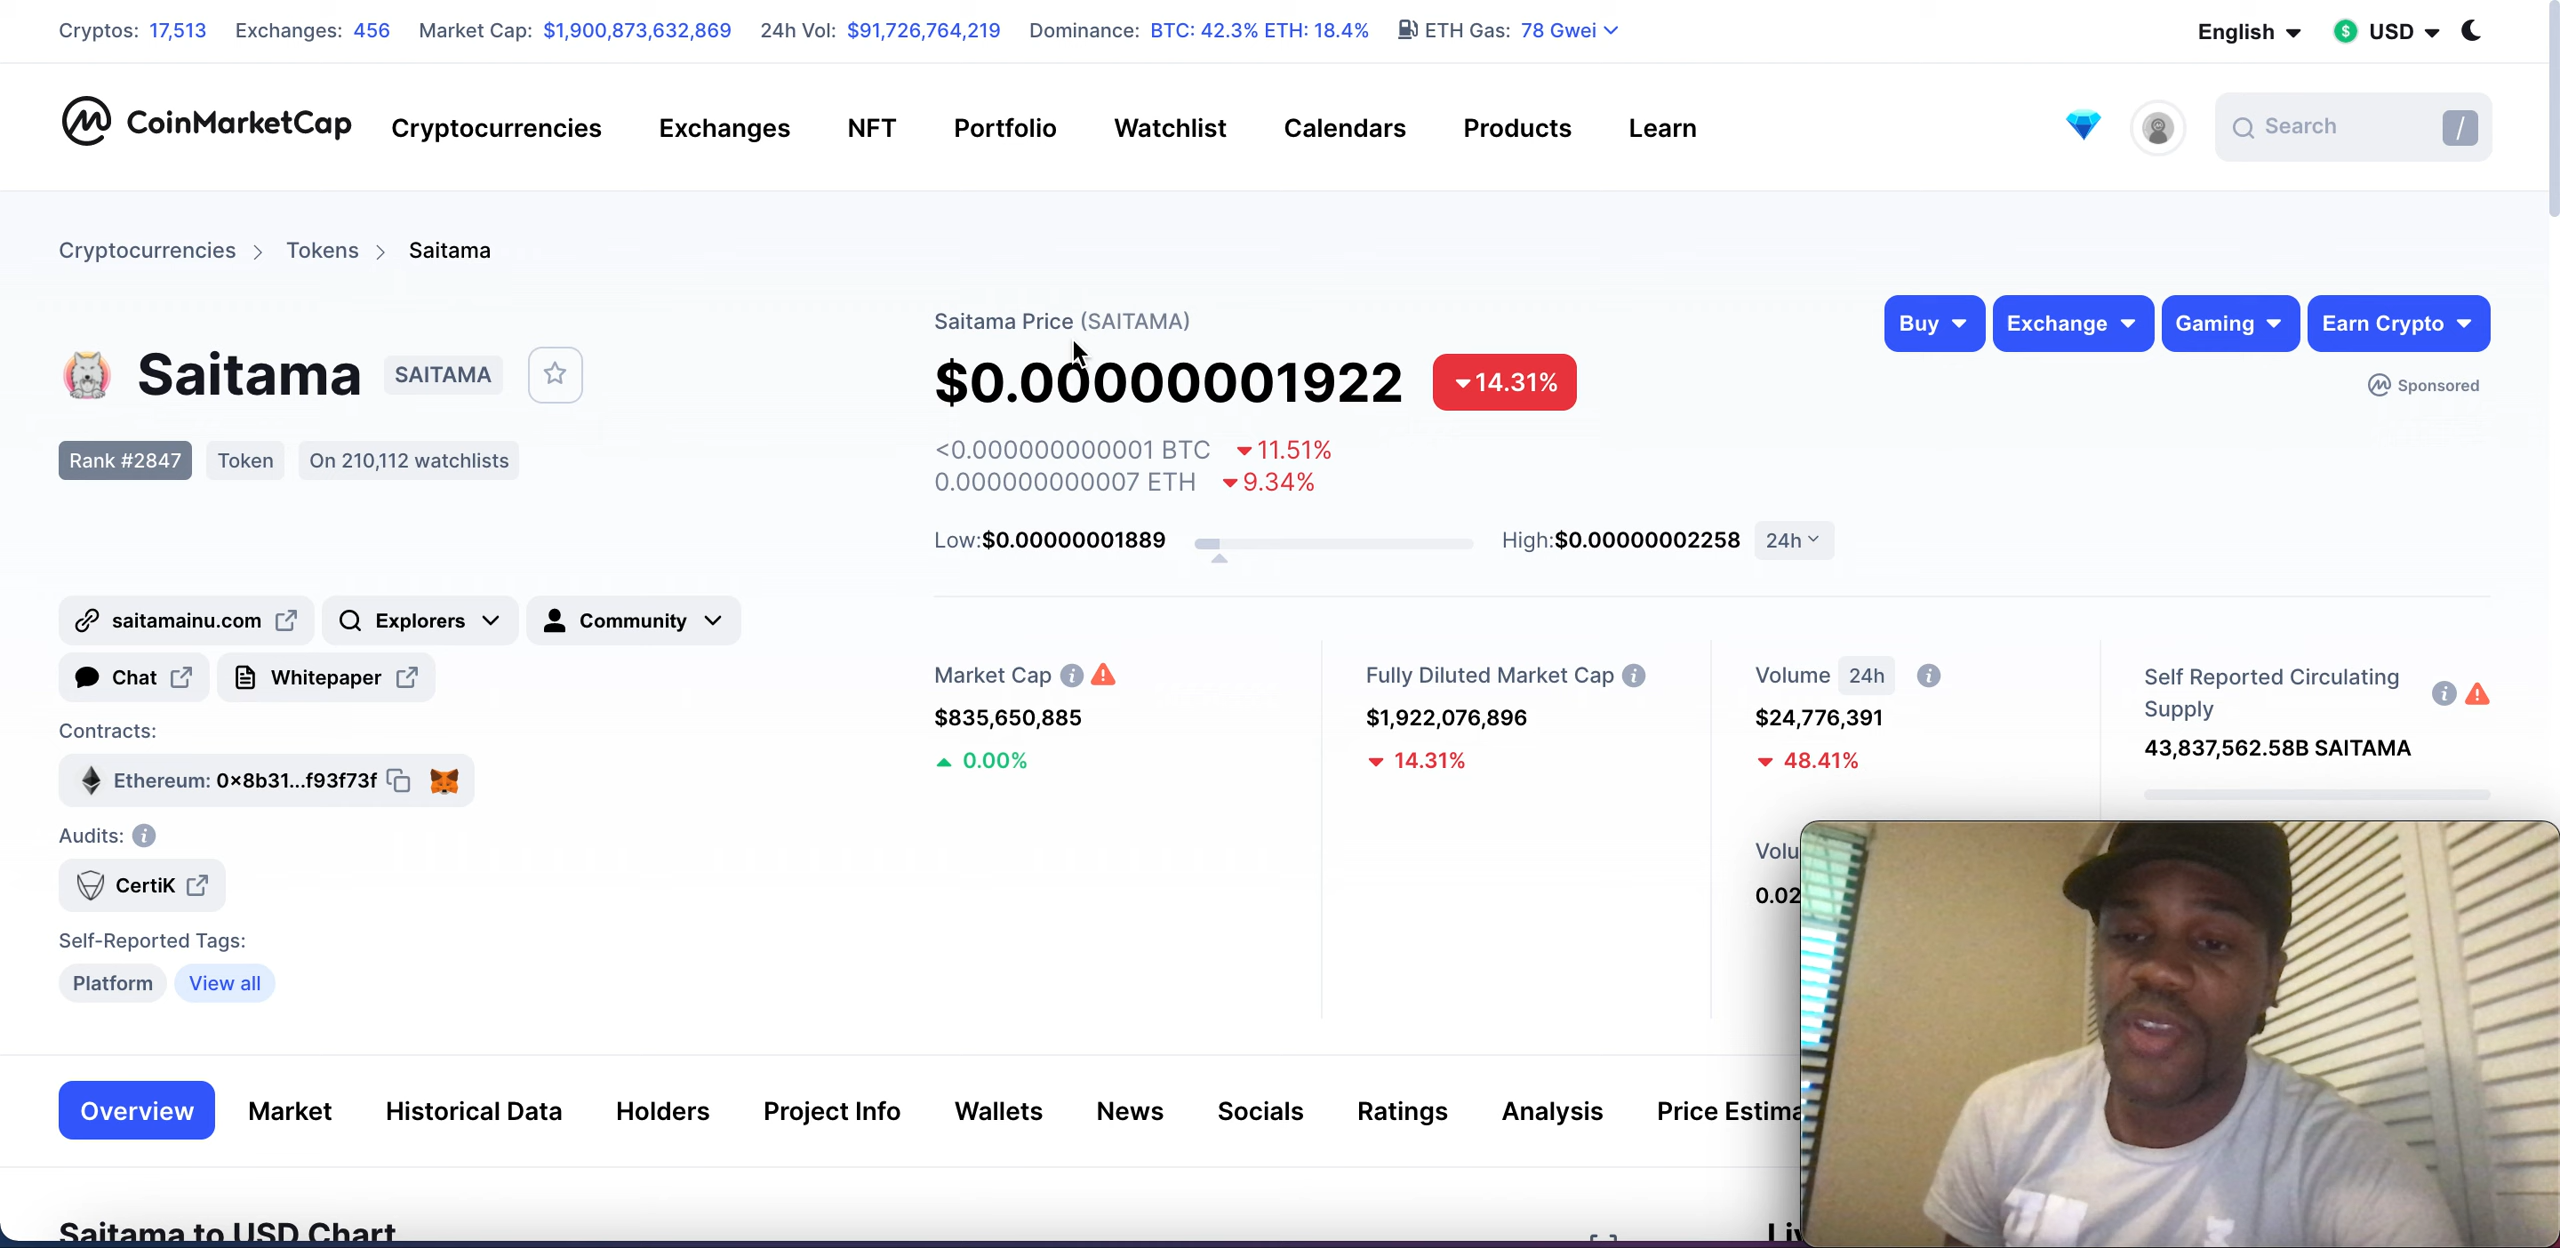 Cryptos: 17,513 Exchanges: 456 Market Cap: $1,900,873,632,869 24h Vol: $91,726,764,219 Dominance: BTC: 42.3% ETH: 18.4% ETH Gas: 78 Gwei English $ USD
CoinMarketCap Cryptocurrencies Exchanges NFT Portfolio Watchlist Calendars Products Learn Search /
Cryptocurrencies > Tokens > Saitama
Saitama SAITAMA
Rank #2847 Token On 210,112 watchlists
saitamainu.com Explorers Community
Chat Whitepaper
Contracts:
Ethereum: 0x8b31...f93f73f
Audits:
CertiK
Self-Reported Tags:
Platform View all
Saitama Price (SAITAMA)
$0.00000001922 14.31%
<0.000000000001 BTC 11.51%
0.000000000007 ETH 9.34%
Low:$0.00000001889 High:$0.00000002258 24h
Buy Exchange Gaming Earn Crypto
Sponsored
Market Cap
$835,650,885
0.00%
Fully Diluted Market Cap
$1,922,076,896
14.31%
Volume 24h
$24,776,391
48.41%
Volu
0.02
Self Reported Circulating
Supply
43,837,562.58B SAITAMA
Overview Market Historical Data Holders Project Info Wallets News Socials Ratings Analysis Price Estima
Saitama to USD Chart